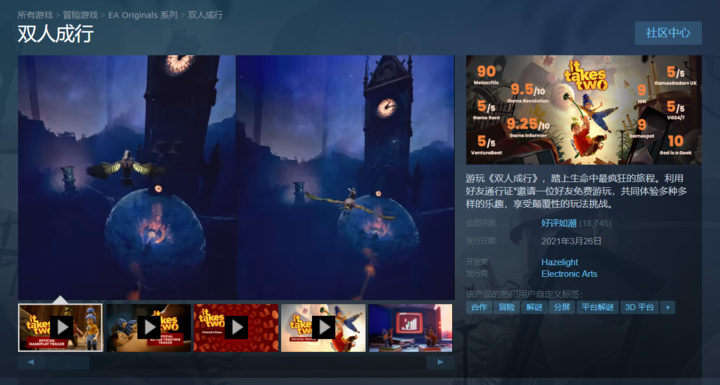 所有游戏 > 冒险游戏 > EA Originals 系列 > 双人成行
双人成行
社区中心
90
Metacritic
9.5/10
Game Revolution
it takes two
9
IGN
5/5
GamesRadar+ UK
5/5
Game Rant
9.25/10
Game Informer
9
Gamespot
5/5
VG24/7
5/5
VentureBeat
10
God is a Geek
游玩《双人成行》，踏上生命中最疯狂的旅程。利用
好友通行证*邀请一位好友免费游玩，共同体验多种多
样的乐趣，享受颠覆性的玩法挑战。
全部评测: 好评如潮 (18,745)
发行日期: 2021年3月26日
开发商: Hazelight
发行商: Electronic Arts
该产品的热门用户自定义标签：
合作 冒险 解谜 分屏 平台解谜 3D 平台 +
it takes two
OFFICIAL GAMEPLAY TRAILER
it takes two
BETTER TOGETHER TRAILER
Friend's Pass
it takes two
OFFICIAL TRAILER